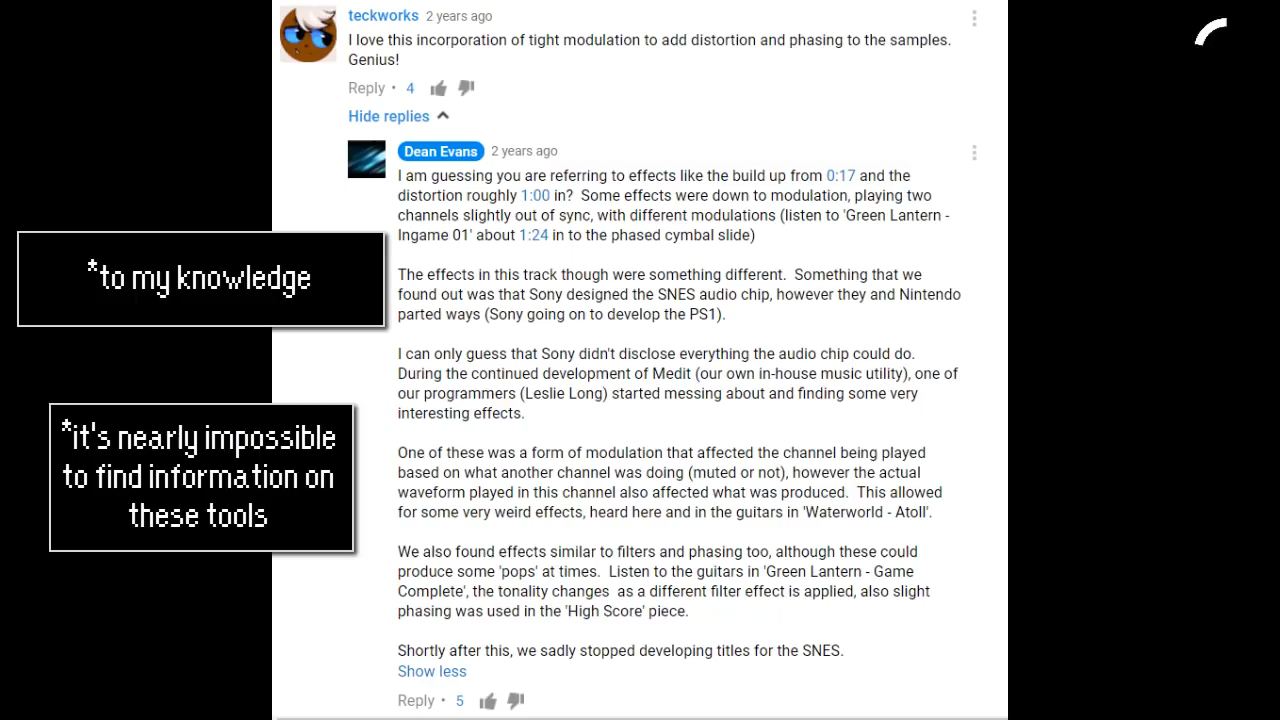 teckworks 2 years ago
I love this incorporation of tight modulation to add distortion and phasing to the samples.
Genius!
Reply • 4
Hide replies
Dean Evans 2 years ago
I am guessing you are referring to effects like the build up from 0:17 and the
distortion roughly 1:00 in?  Some effects were down to modulation, playing two
channels slightly out of sync, with different modulations (listen to 'Green Lantern -
Ingame 01' about 1:24 in to the phased cymbal slide)
The effects in this track though were something different.  Something that we
found out was that Sony designed the SNES audio chip, however they and Nintendo
parted ways (Sony going on to develop the PS1).
I can only guess that Sony didn't disclose everything the audio chip could do.
During the continued development of Medit (our own in-house music utility), one of
our programmers (Leslie Long) started messing about and finding some very
interesting effects.
One of these was a form of modulation that affected the channel being played
based on what another channel was doing (muted or not), however the actual
waveform played in this channel also affected what was produced.  This allowed
for some very weird effects, heard here and in the guitars in 'Waterworld - Atoll'.
We also found effects similar to filters and phasing too, although these could
produce some 'pops' at times.  Listen to the guitars in 'Green Lantern - Game
Complete', the tonality changes  as a different filter effect is applied, also slight
phasing was used in the 'High Score' piece.
Shortly after this, we sadly stopped developing titles for the SNES.
Show less
Reply • 5
*to my knowledge
*it's nearly impossible
to find information on
these tools